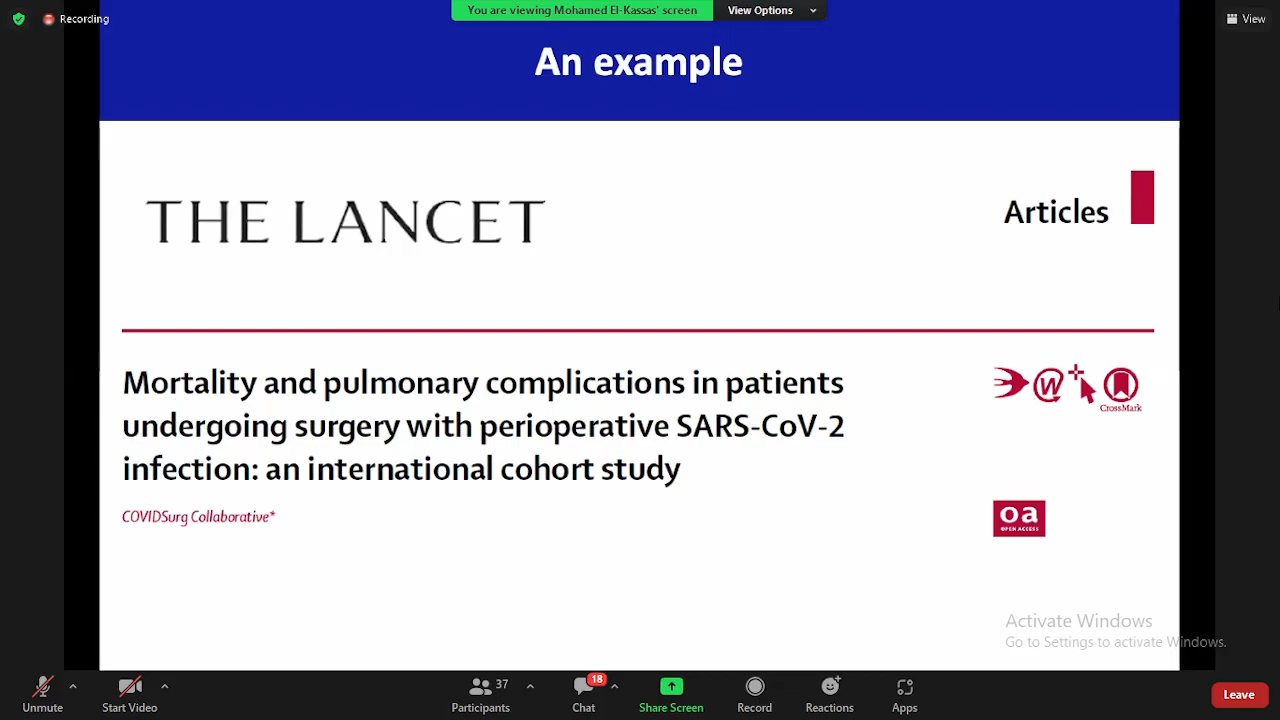 Recording
You are viewing Mohamed El-Kassas' screen
View Options
View
An example
THE LANCET
Articles
Mortality and pulmonary complications in patients
undergoing surgery with perioperative SARS-CoV-2
infection: an international cohort study
W
CrossMark
COVIDSurg Collaborative*
oa
OPEN ACCESS
Activate Windows
Go to Settings to activate Windows.
Unmute
Start Video
37
Participants
18
Chat
Share Screen
Record
Reactions
Apps
Leave